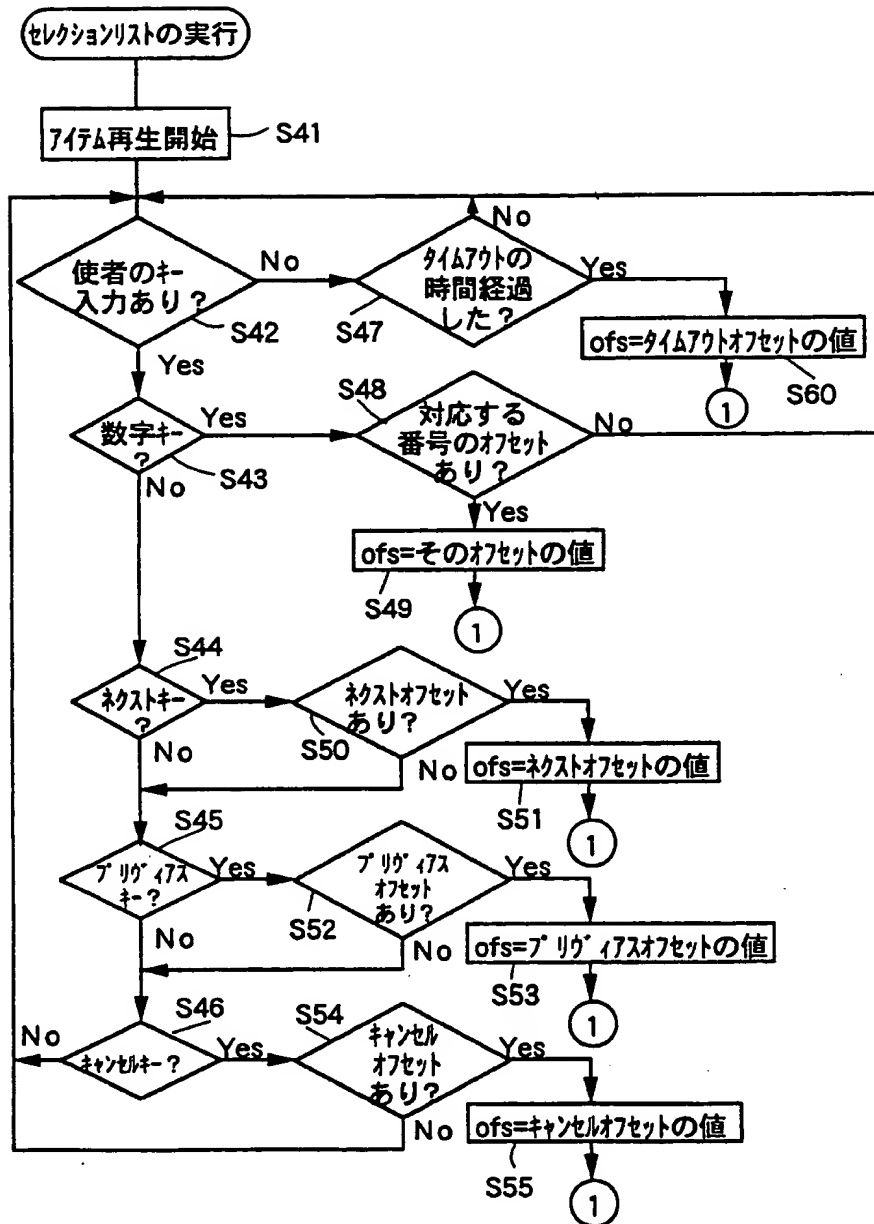 セレクションリストの実行
アイテム再生開始
S41
使者のキー
入力あり?
S42
No
Yes
タイムアウトの
時間経過
した?
S47
No
Yes
ofs=タイムアウトオフセットの値
S60
1
数字キー
?
S43
Yes
No
S48
対応する
番号のオフセット
あり?
No
Yes
ofs=そのオフセットの値
S49
1
S44
ネクストキー
?
Yes
No
ネクストオフセット
あり?
S50
Yes
No
ofs=ネクストオフセットの値
S51
1
S45
プリヴィアス
キー?
Yes
No
プリヴィアス
オフセット
あり?
S52
Yes
No
ofs=プリヴィアスオフセットの値
S53
1
S46
キャンセルキー?
No
Yes
S54
キャンセル
オフセット
あり?
Yes
No
ofs=キャンセルオフセットの値
S55
1